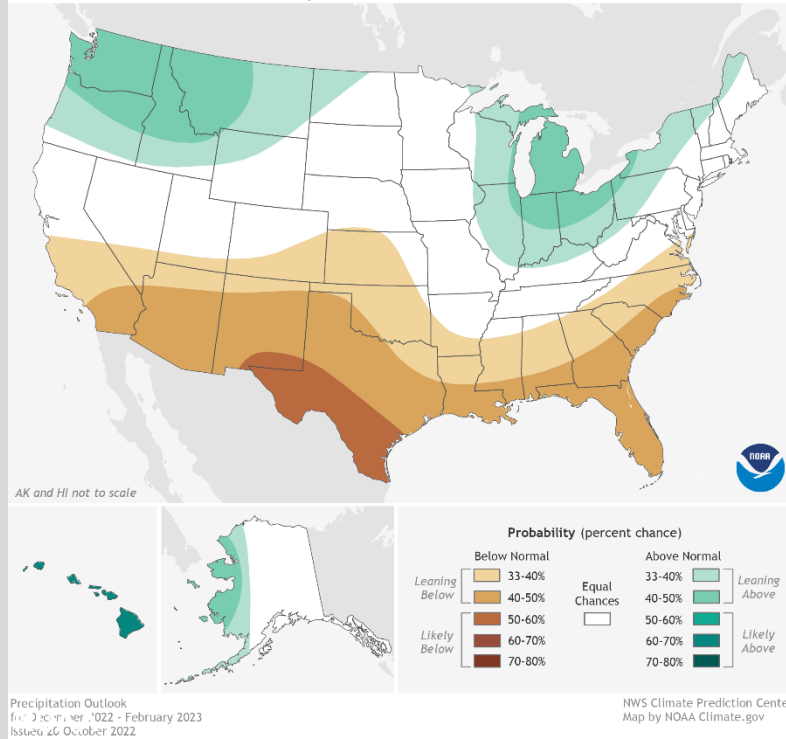 NOAA
AK and HI not to scale
Probability (percent chance)
Below Normal
Above Normal
Leaning Below
33-40%
40-50%
Likely Below
50-60%
60-70%
70-80%
Equal Chances
33-40%
40-50%
Leaning Above
50-60%
60-70%
70-80%
Likely Above
Precipitation Outlook
2022 - February 2023
Issued 20 October 2022
NWS Climate Prediction Cente
Map by NOAA Climate.gov